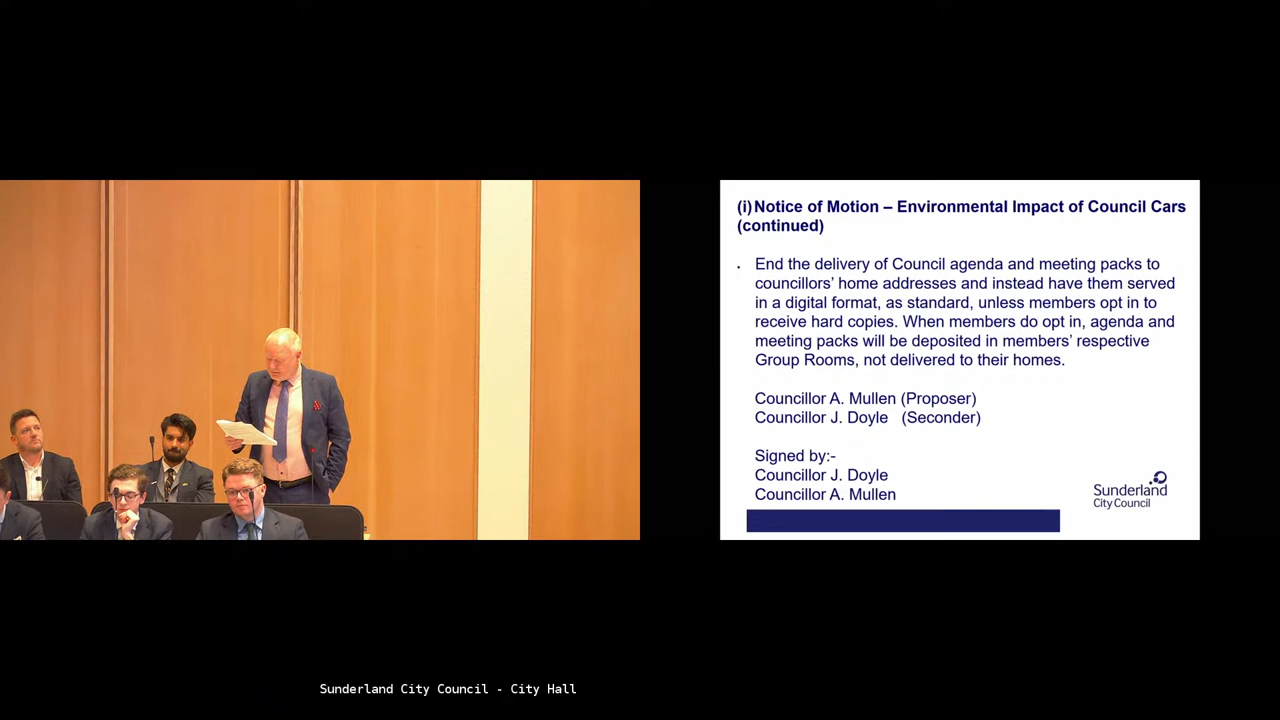 (i) Notice of Motion – Environmental Impact of Council Cars
(continued)
. End the delivery of Council agenda and meeting packs to
councillors' home addresses and instead have them served
in a digital format, as standard, unless members opt in to
receive hard copies. When members do opt in, agenda and
meeting packs will be deposited in members' respective
Group Rooms, not delivered to their homes.
Councillor A. Mullen (Proposer)
Councillor J. Doyle (Seconder)
Signed by:-
Councillor J. Doyle
Councillor A. Mullen
Sunderland
City Council
Sunderland City Council - City Hall